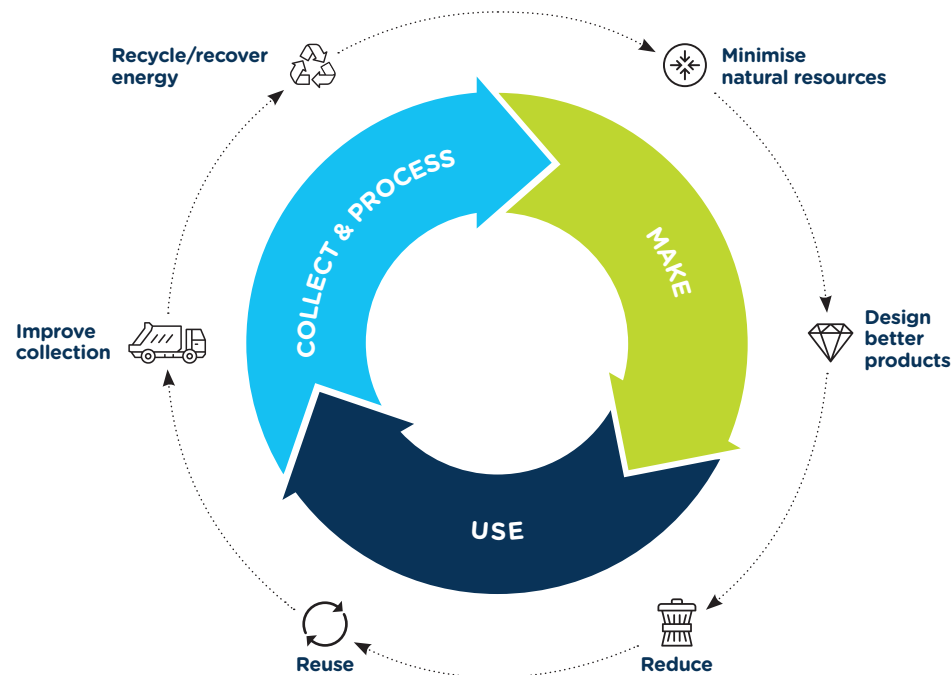 Recycle/recover
energy
Minimise
natural resources
COLLECT & PROCESS
MAKE
Improve
collection
Design
better
products
USE
Reuse
Reduce